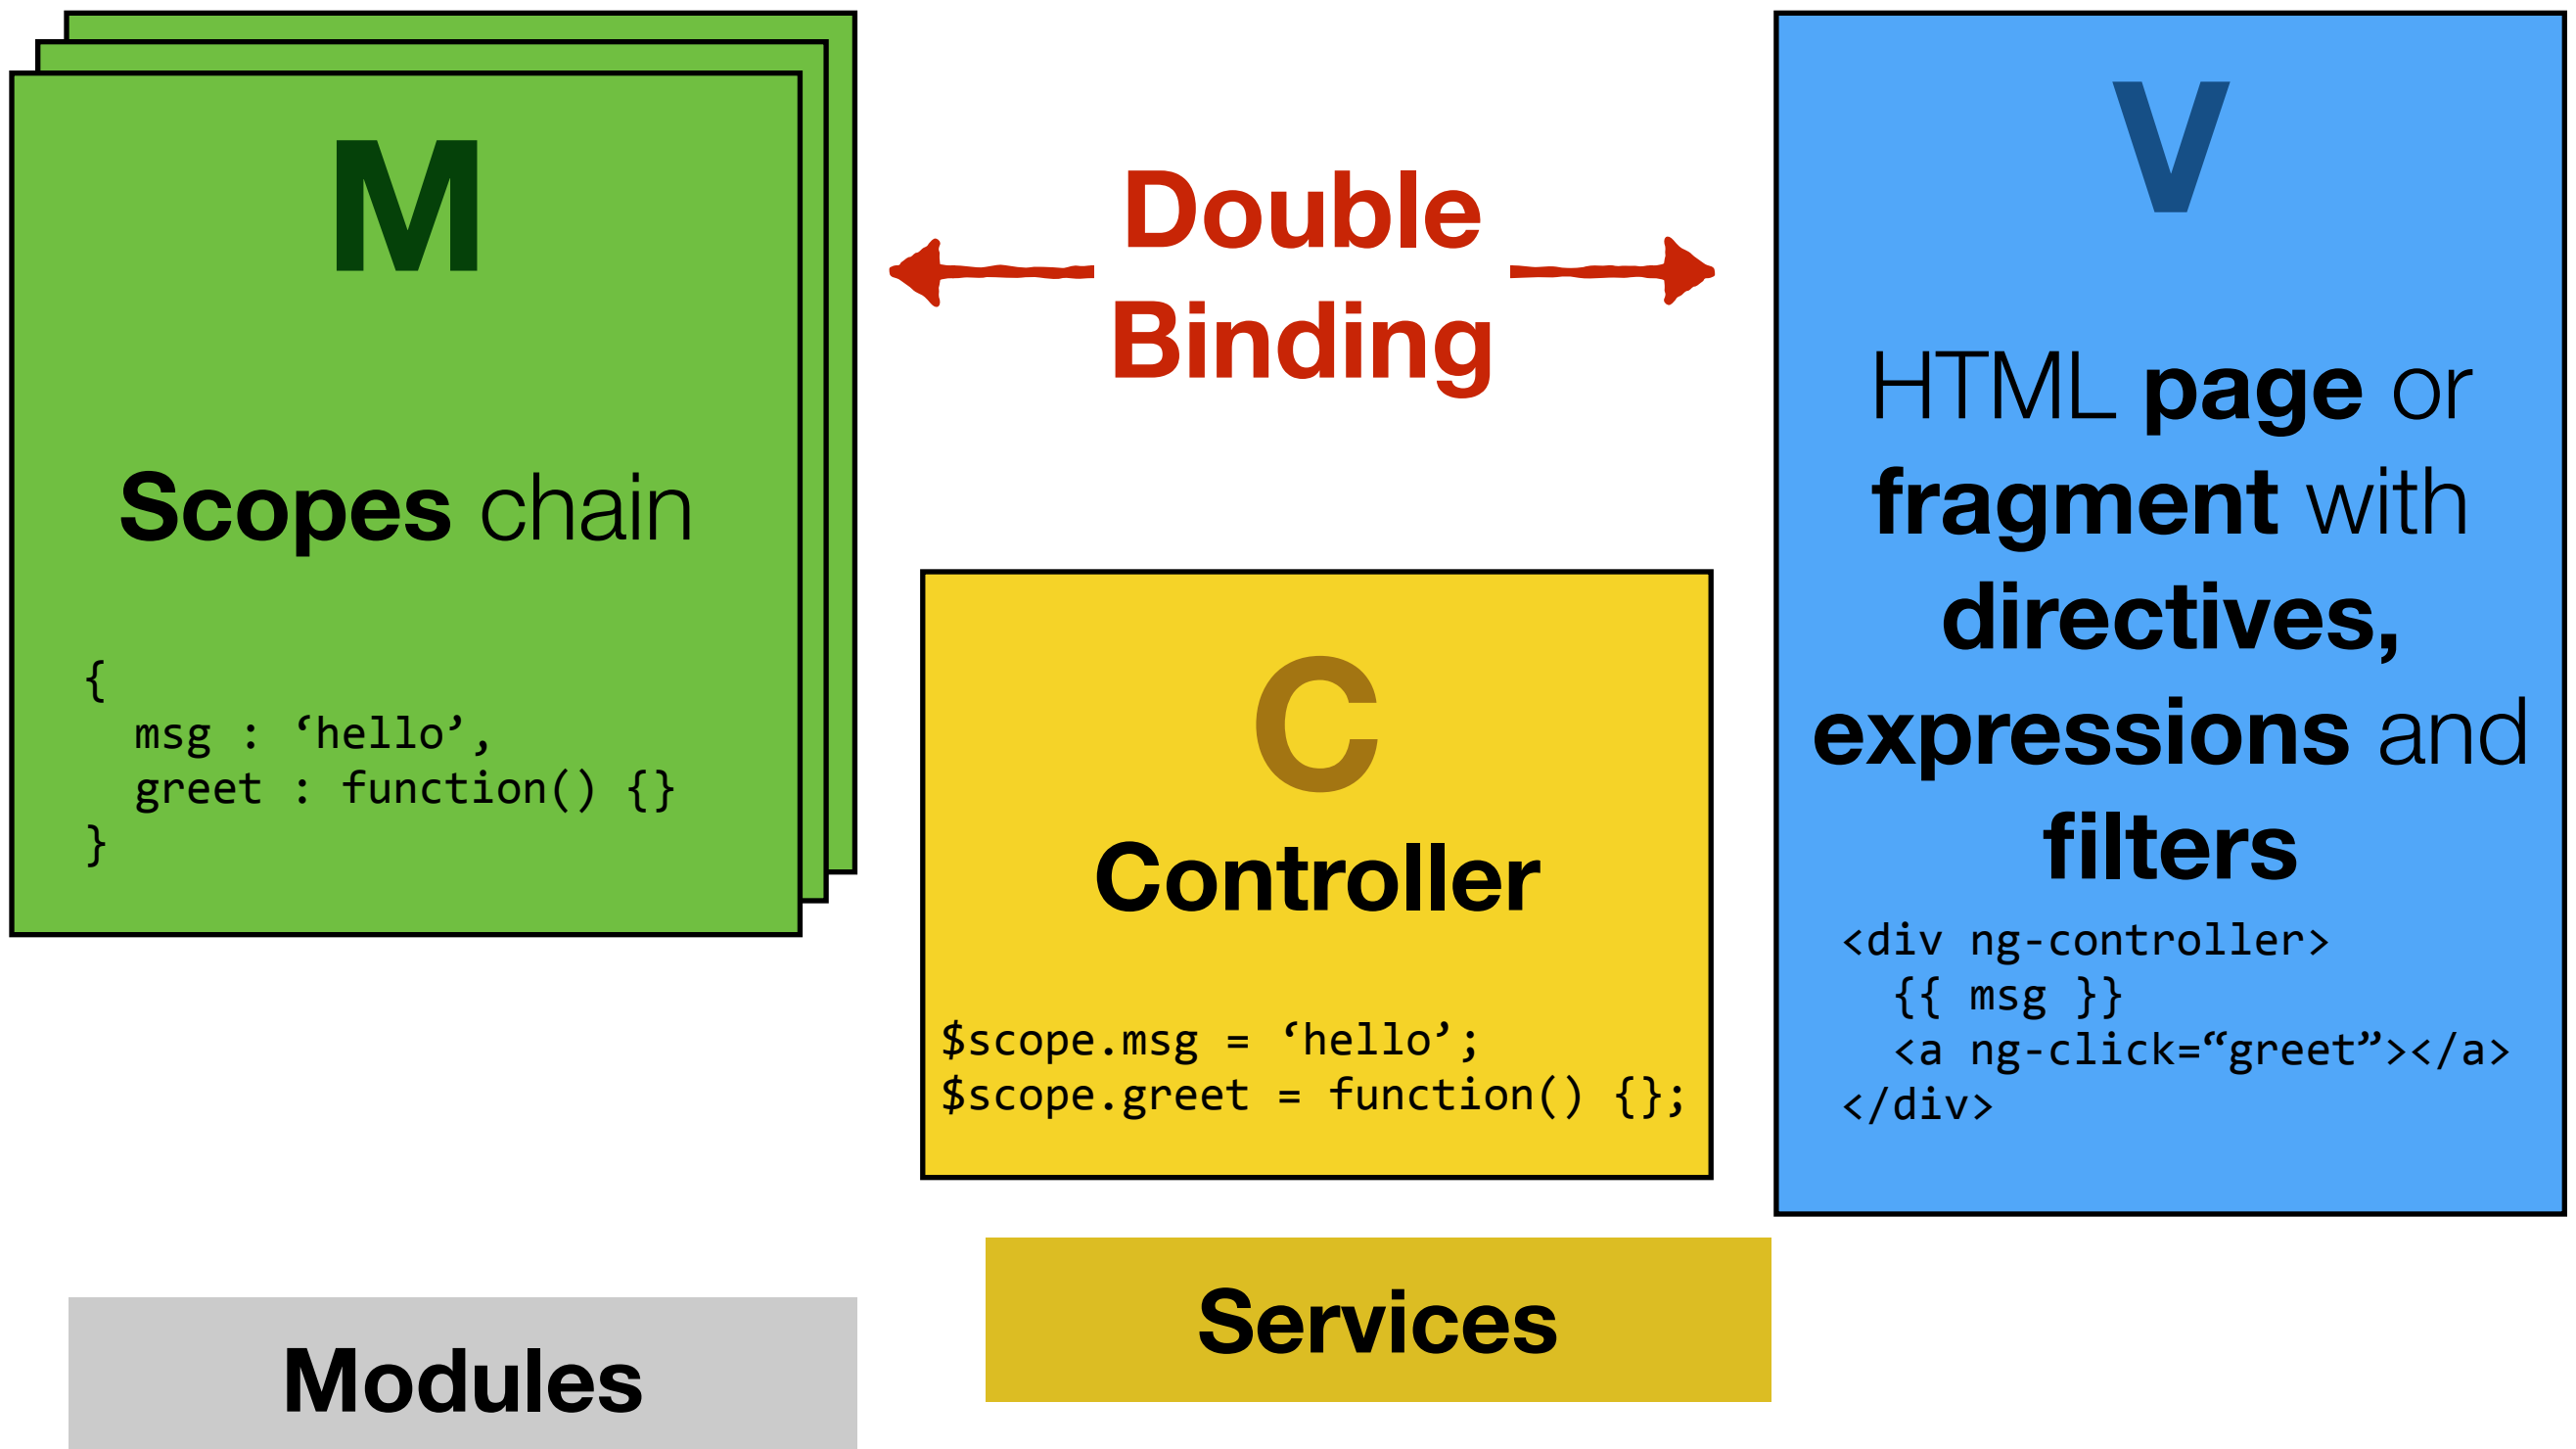 M
Scopes chain
{
  msg : ‘hello’,
  greet : function() {}
}
Double
Binding
C
Controller
$scope.msg = ‘hello’;
$scope.greet = function() {};
V
HTML page or
fragment with
directives,
expressions and
filters
<div ng-controller>
  {{ msg }}
  <a ng-click=“greet”></a>
</div>
Services
Modules